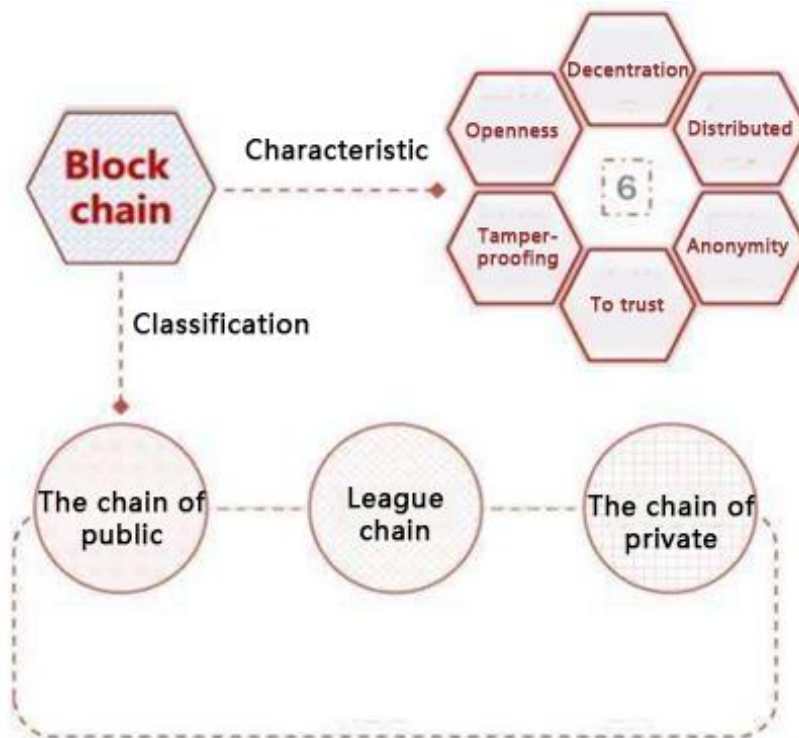 Block
chain
Characteristic
Decentration
Openness
Distributed
6
Tamper-
proofing
Anonymity
To trust
Classification
The chain of
public
League
chain
The chain of
private